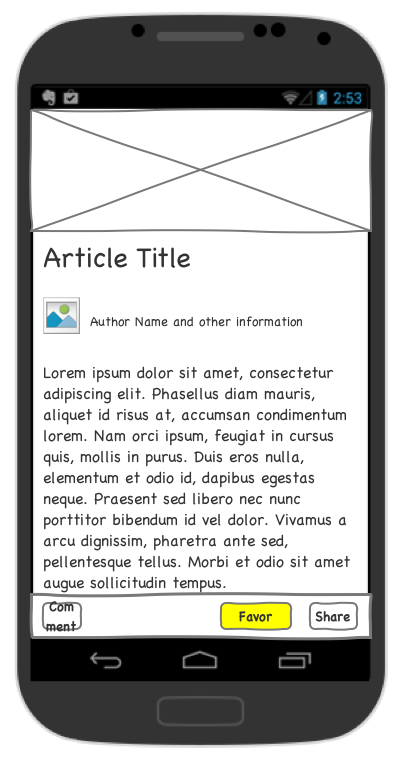 2:53
Article Title
Author Name and other information
Lorem ipsum dolor sit amet, consectetur
adipiscing elit. Phasellus diam mauris,
aliquet id risus at, accumsan condimentum
lorem. Nam orci ipsum, feugiat in cursus
quis, mollis in purus. Duis eros nulla,
elementum et odio id, dapibus egestas
neque. Praesent sed libero nec nunc
porttitor bibendum id vel dolor. Vivamus a
arcu dignissim, pharetra ante sed,
pellentesque tellus. Morbi et odio sit amet
augue sollicitudin tempus.
Com
ment
Favor
Share